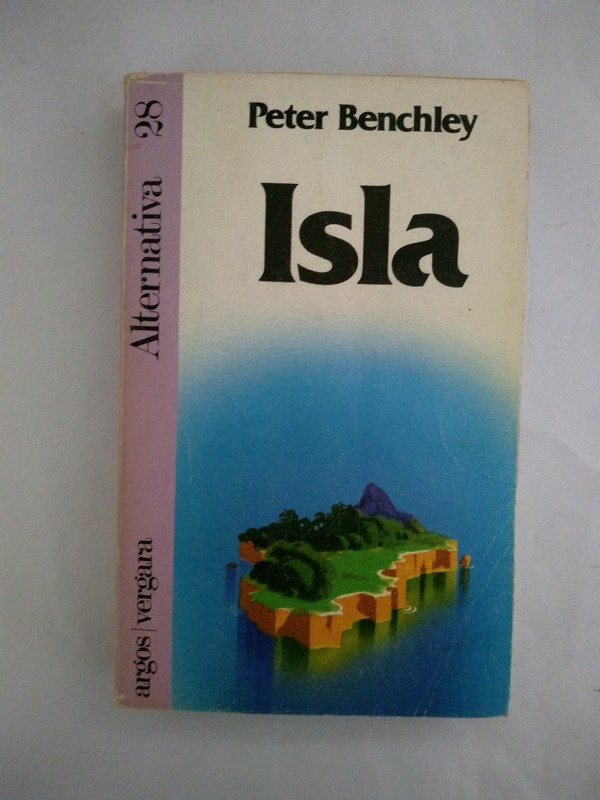 Peter Benchley
Isla
Alternativa 28
argos|vergara